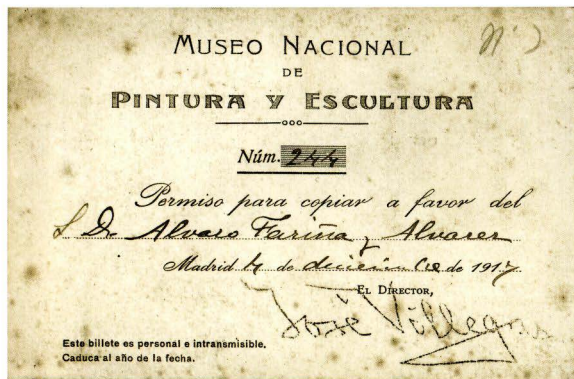 MUSEO NACIONAL
DE
PINTURA Y ESCULTURA
Núm. 244
Permiso para copiar a favor del
S D. Alvaro Fariña y Alvarez
Madrid 4 de diciembre de 1917.
EL DIRECTOR,
José Villegas
Este billete es personal e intransmisible.
Caduca al año de la fecha.